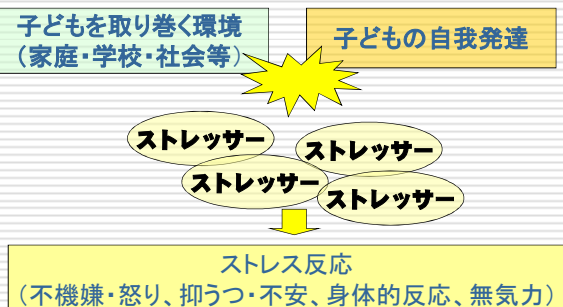 子どもを取り巻く環境
（家庭・学校・社会等）
子どもの自我発達
ストレッサー
ストレッサー
ストレッサー
ストレッサー
ストレス反応
（不機嫌・怒り、抑うつ・不安、身体的反応、無気力）